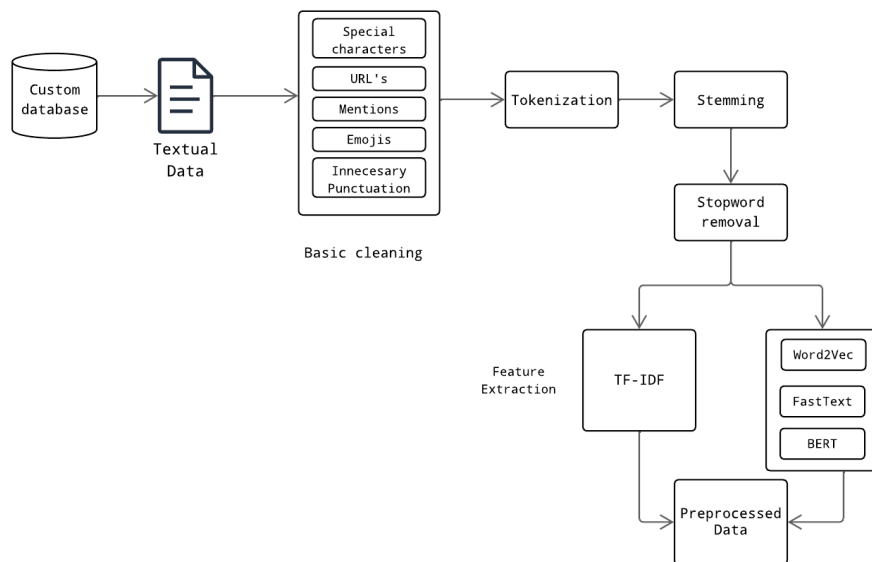 Custom
database
Textual
Data
Special
characters
URL's
Mentions
Emojis
Innecesary
Punctuation
Basic cleaning
Tokenization
Stemming
Stopword
removal
Feature
Extraction
TF-IDF
Word2Vec
FastText
BERT
Preprocessed
Data